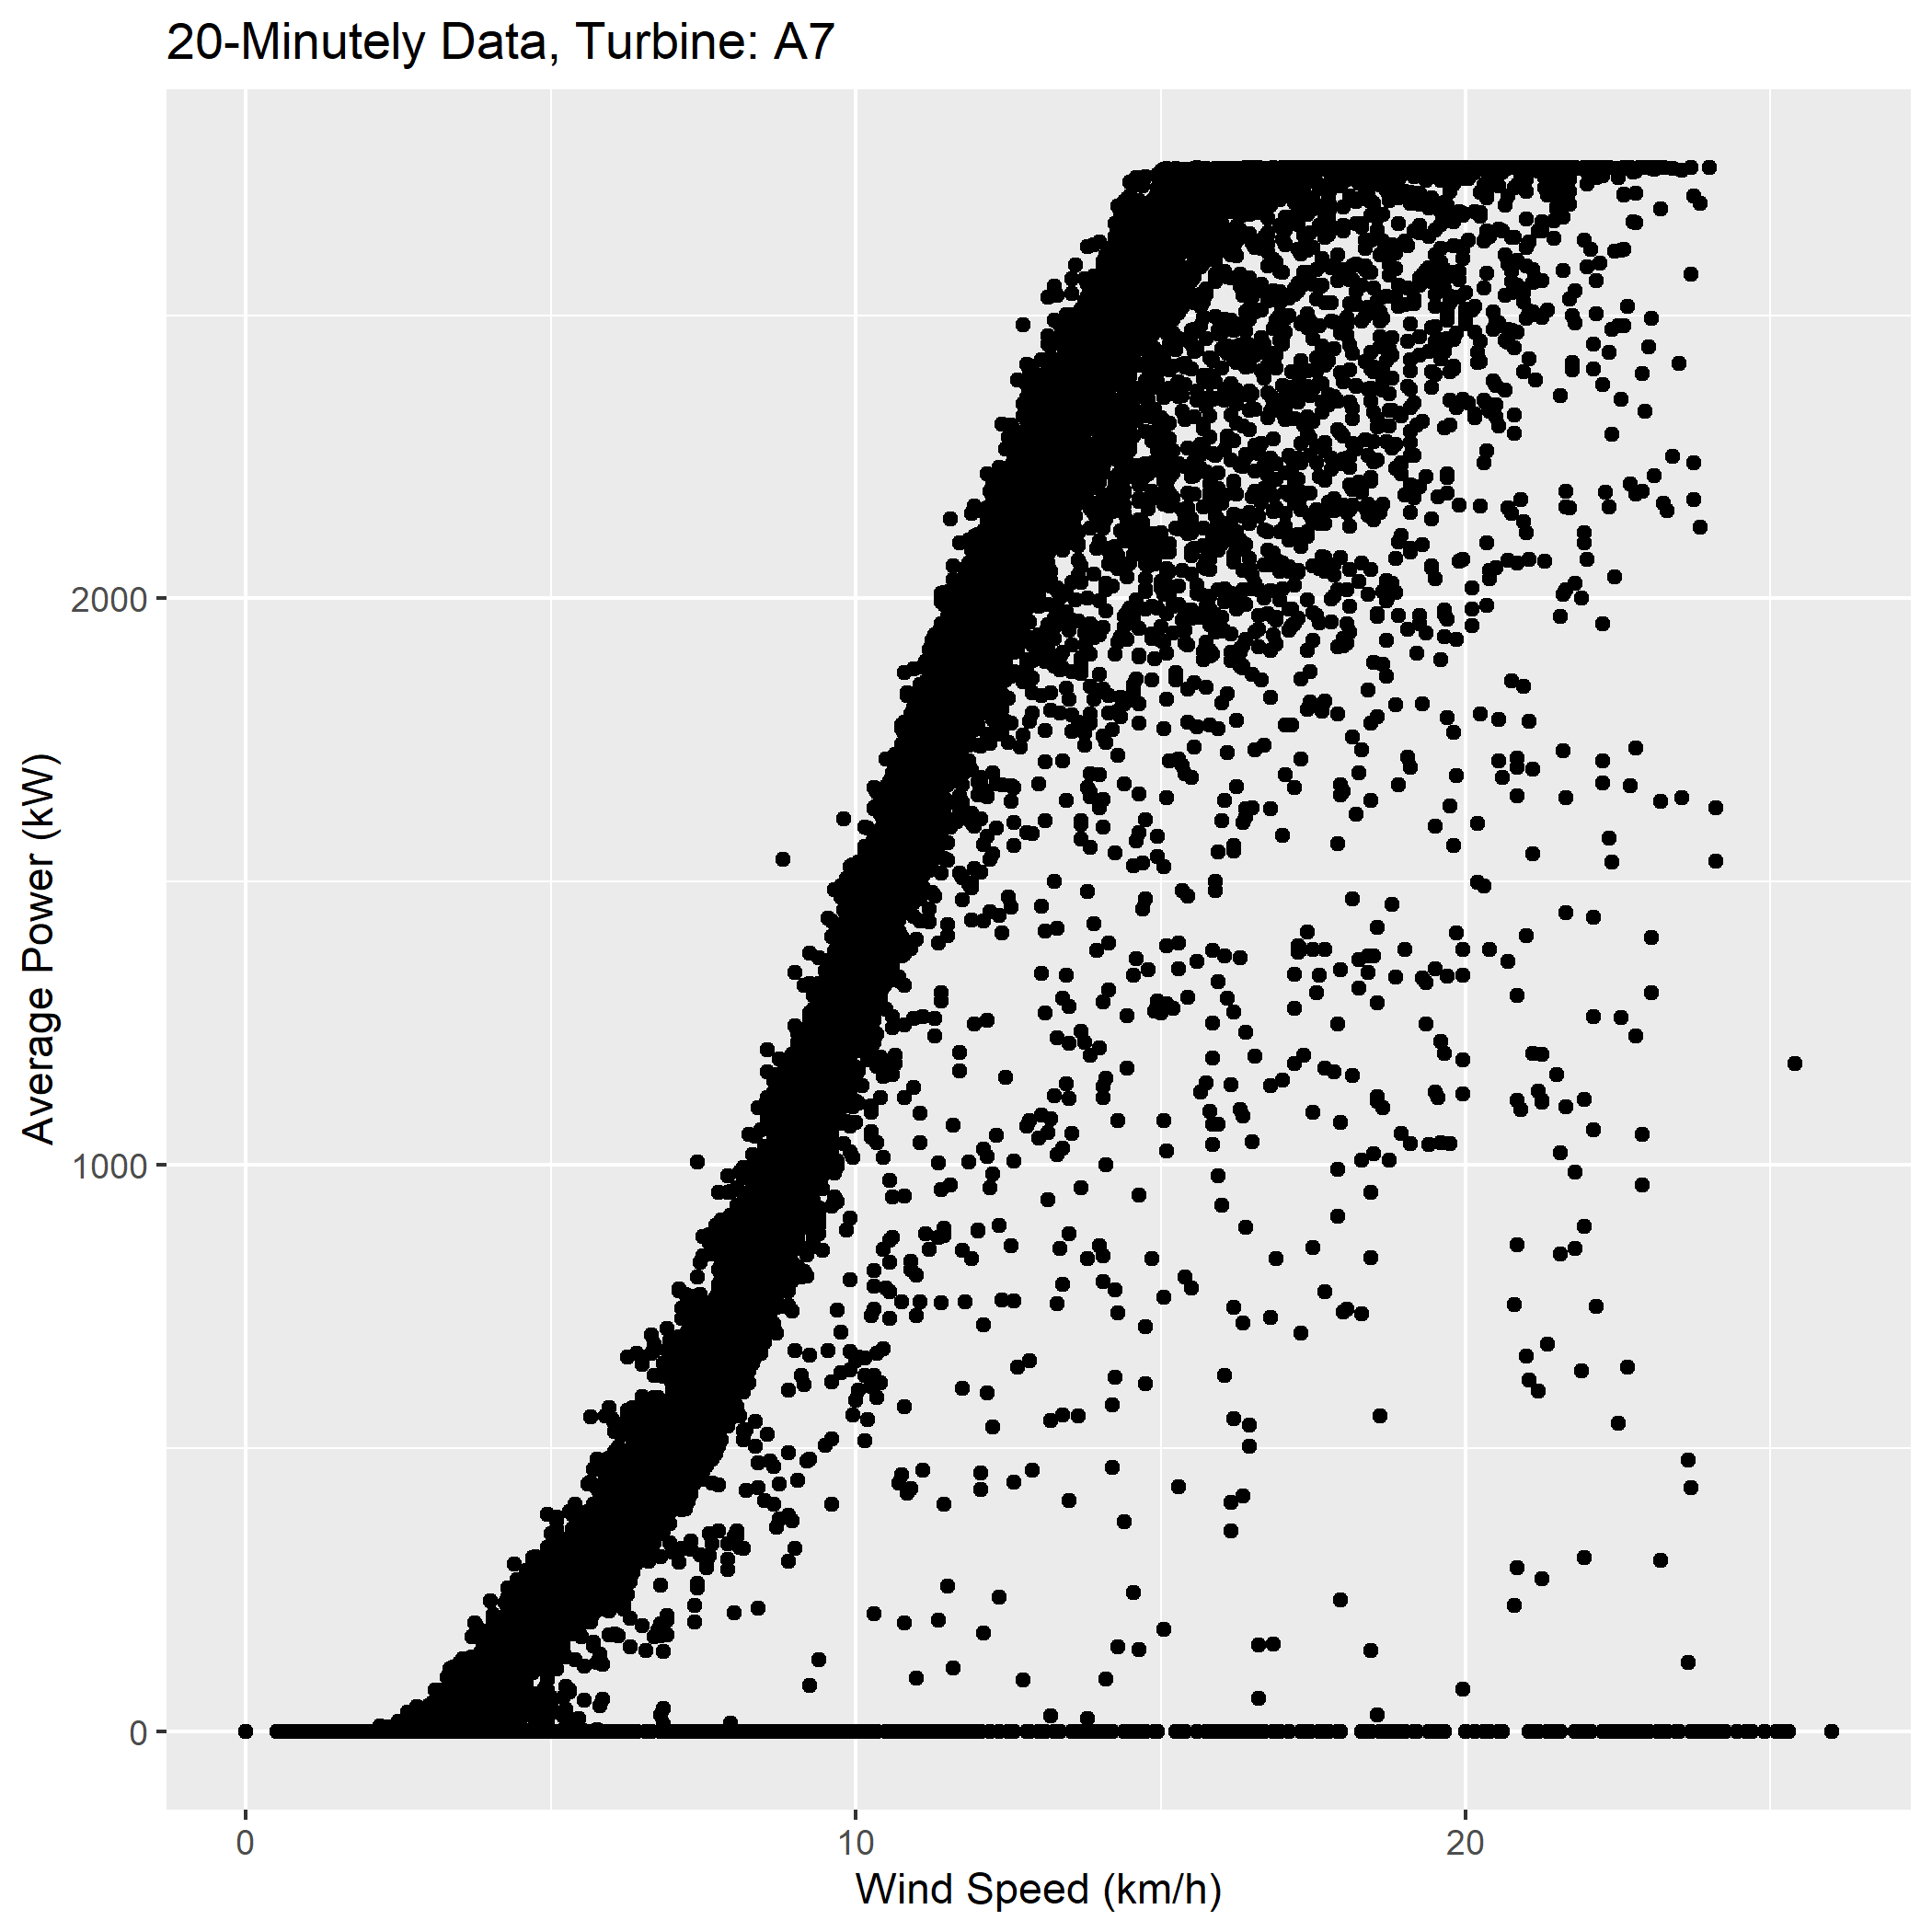 20-Minutely Data, Turbine: A7
Average Power (kW)
2000
1000
0
0 10 20
Wind Speed (km/h)